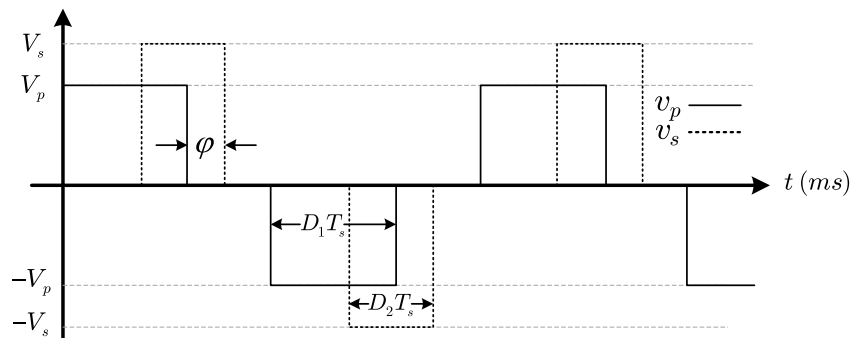 V_s
V_p
φ
v_p
v_s
t (ms)
D_1T_s
−V_p
D_2T_s
−V_s